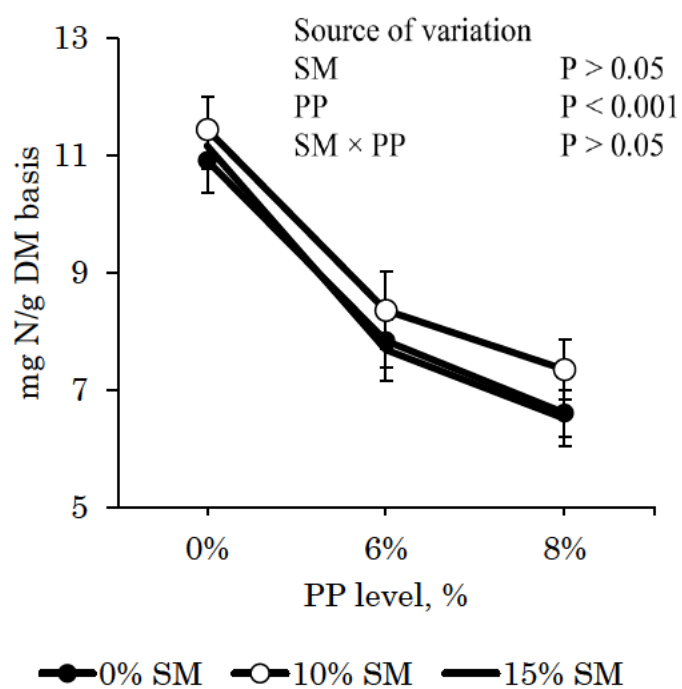 Source of variation
SM P > 0.05
PP P < 0.001
SM × PP P > 0.05
mg N/g DM basis
13
11
9
7
5
0% 6% 8%
PP level, %
0% SM 10% SM 15% SM